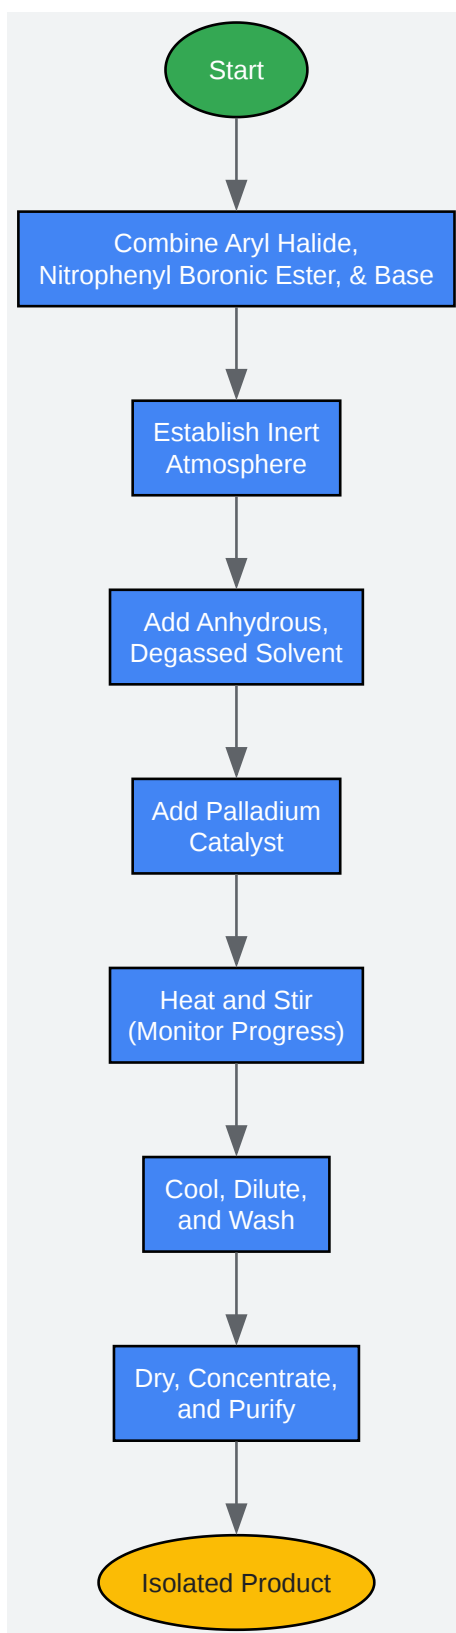 Start
Combine Aryl Halide,
Nitrophenyl Boronic Ester, & Base
Establish Inert
Atmosphere
Add Anhydrous,
Degassed Solvent
Add Palladium
Catalyst
Heat and Stir
(Monitor Progress)
Cool, Dilute,
and Wash
Dry, Concentrate,
and Purify
Isolated Product